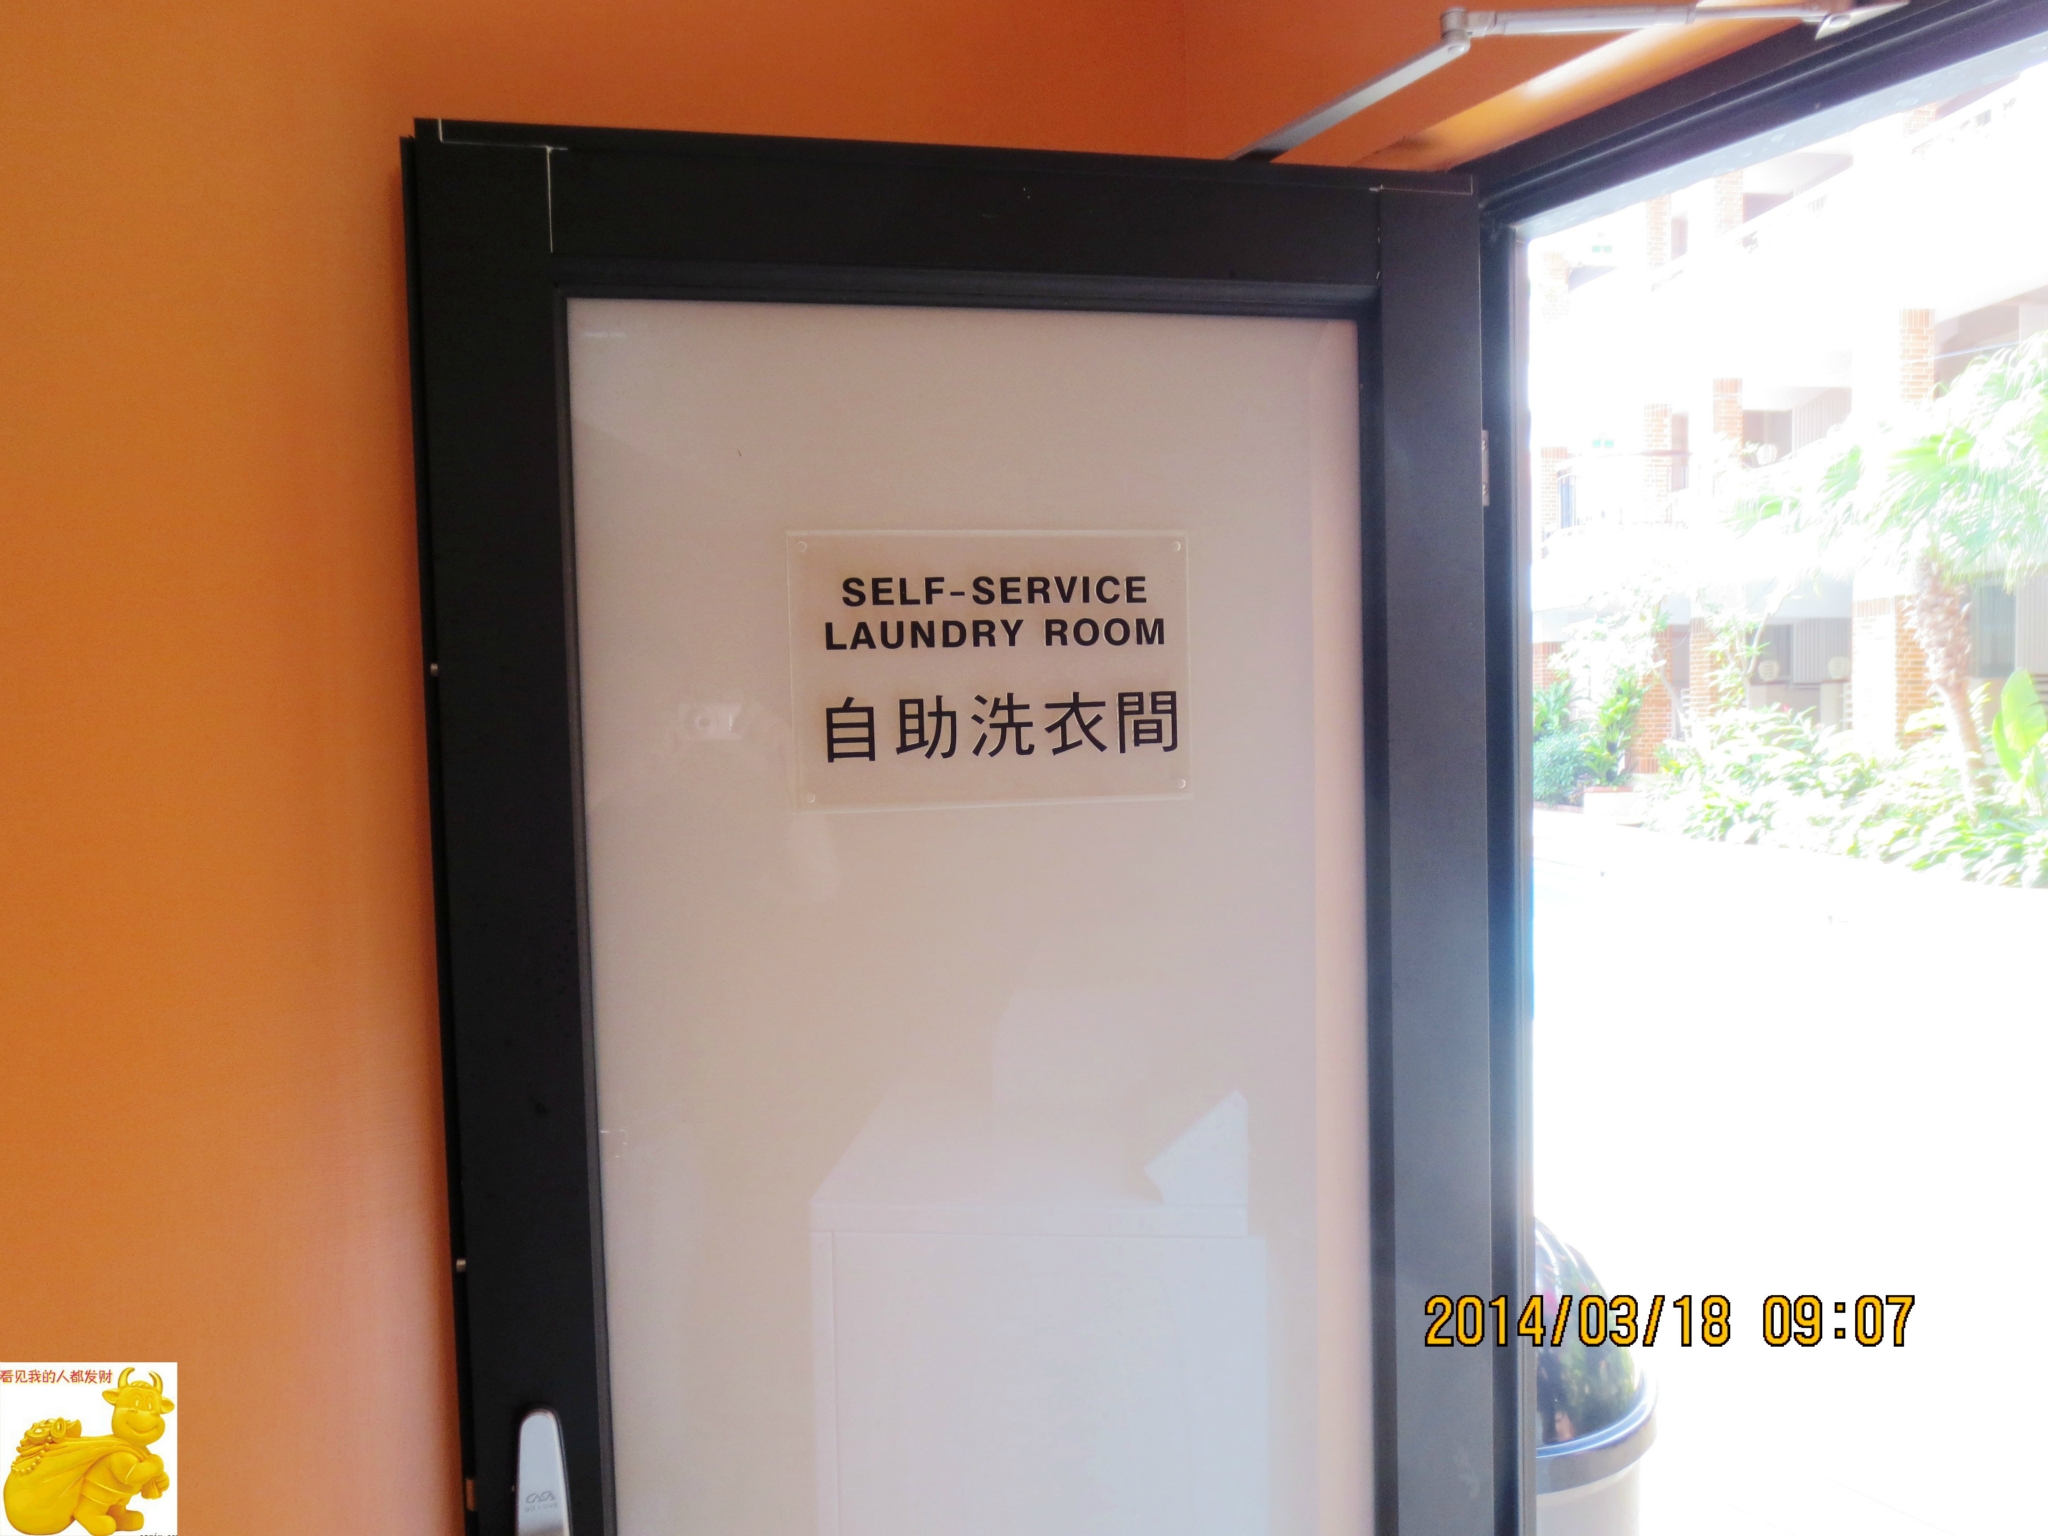 SELF-SERVICE
LAUNDRY ROOM
自助洗衣間
2014/03/18 09:07
看见我的人都发财
CASA